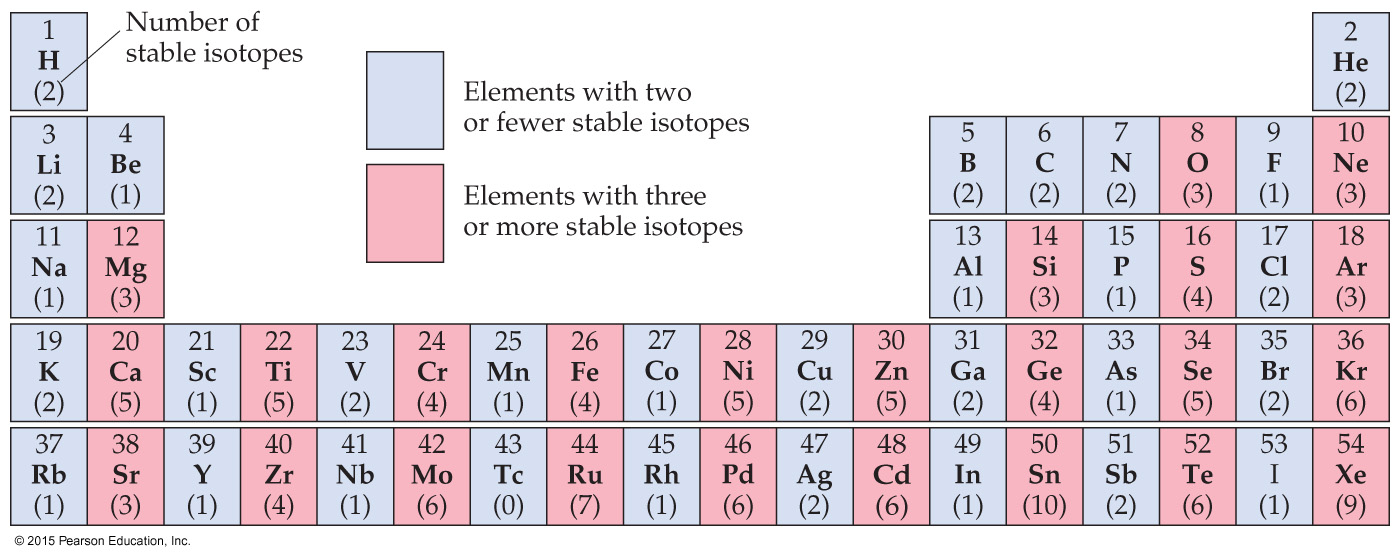 1 Number of 2
H stable isotopes He
(2) (2)
Elements with two
or fewer stable isotopes
3 4 5 6 7 8 9 10
Li Be B C N O F Ne
(2) (1) (2) (2) (2) (3) (1) (3)
Elements with three
or more stable isotopes
11 12 13 14 15 16 17 18
Na Mg Al Si P S Cl Ar
(1) (3) (1) (3) (1) (4) (2) (3)
19 20 21 22 23 24 25 26 27 28 29 30 31 32 33 34 35 36
K Ca Sc Ti V Cr Mn Fe Co Ni Cu Zn Ga Ge As Se Br Kr
(2) (5) (1) (5) (2) (4) (1) (4) (1) (5) (2) (5) (2) (4) (1) (5) (2) (6)
37 38 39 40 41 42 43 44 45 46 47 48 49 50 51 52 53 54
Rb Sr Y Zr Nb Mo Tc Ru Rh Pd Ag Cd In Sn Sb Te I Xe
(1) (3) (1) (4) (1) (6) (0) (7) (1) (6) (2) (6) (1) (10) (2) (6) (1) (9)
© 2015 Pearson Education, Inc.